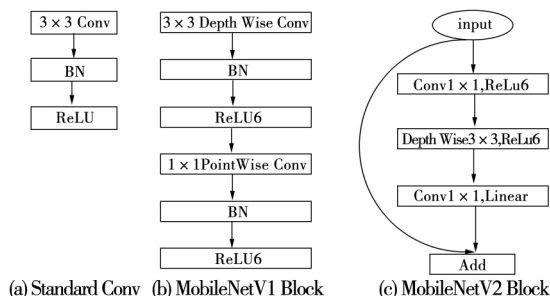 3×3 Conv
BN
ReLU
(a) Standard Conv
3×3 Depth Wise Conv
BN
RELU6
1×1PointWise Conv
BN
RELU6
(b) MobileNetV1 Block
input
Conv1×1,ReLu6
Depth Wise3×3,ReLu6
Conv1×1,Linear
Add
(c) MobileNetV2 Block